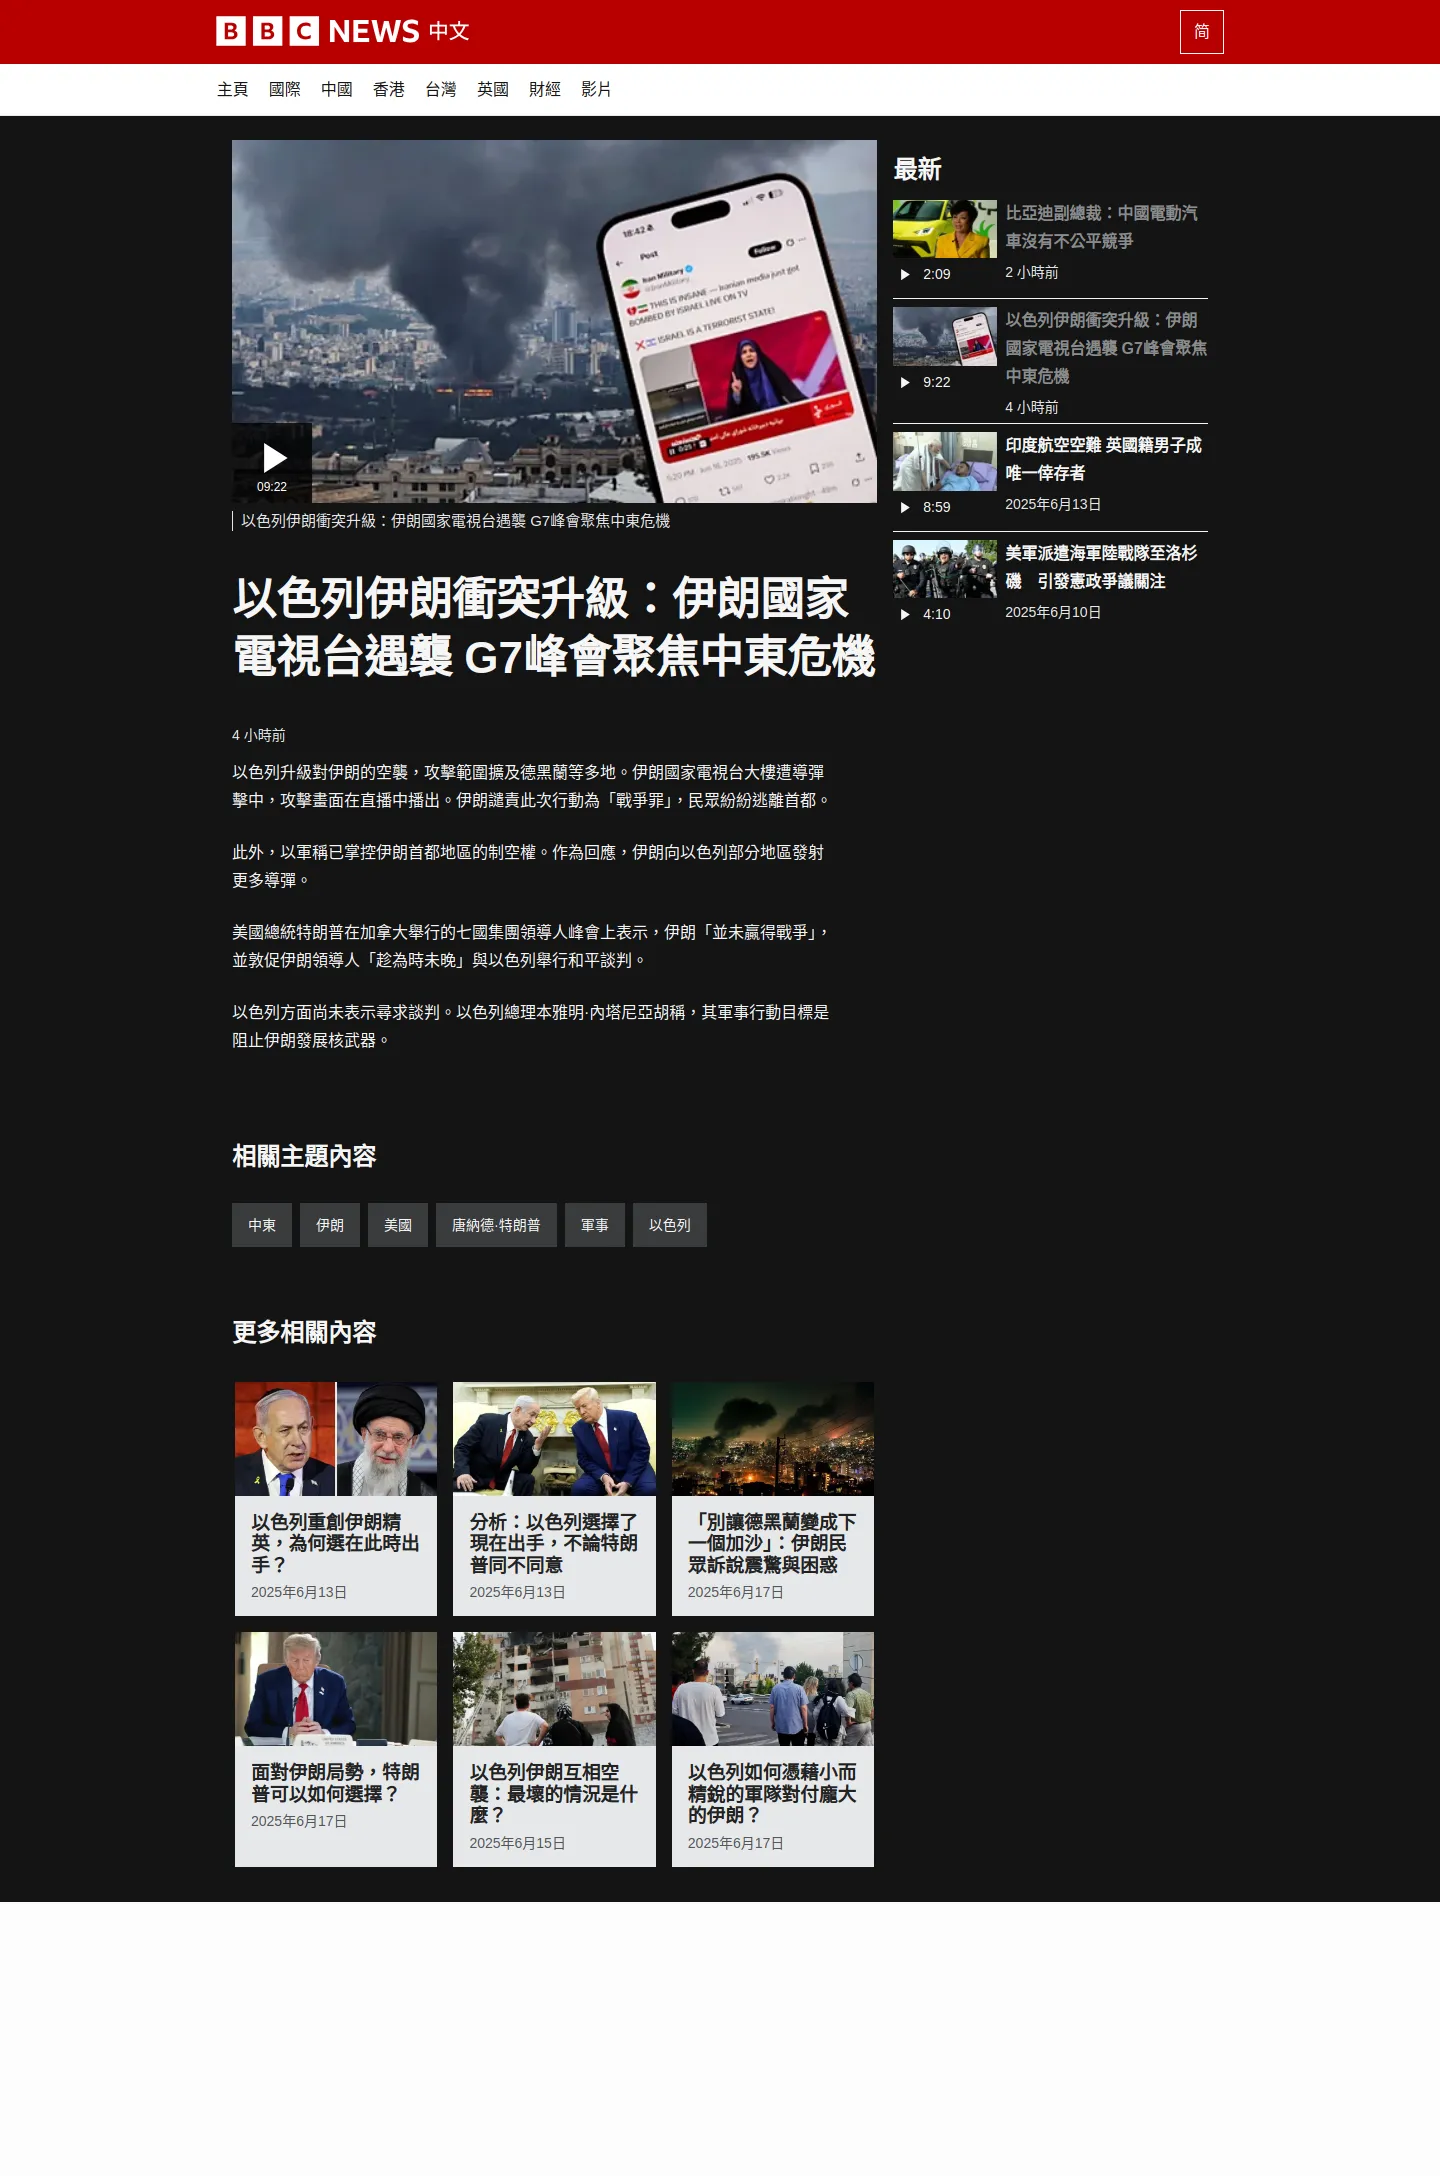 BBC NEWS 中文
简
主頁 國際 中國 香港 台灣 英國 財經 影片
18:42
Post
Follow
Iran Military
@IranMilitary
THIS IS INSANE — Iranian media just got
BOMBED BY ISRAEL LIVE ON TV
ISRAEL IS A TERRORIST STATE!
195.5K Views
09:22
以色列伊朗衝突升級：伊朗國家電視台遇襲 G7峰會聚焦中東危機
以色列伊朗衝突升級：伊朗國家
電視台遇襲 G7峰會聚焦中東危機
4 小時前
以色列升級對伊朗的空襲，攻擊範圍擴及德黑蘭等多地。伊朗國家電視台大樓遭導彈
擊中，攻擊畫面在直播中播出。伊朗譴責此次行動為「戰爭罪」，民眾紛紛逃離首都。
此外，以軍稱已掌控伊朗首都地區的制空權。作為回應，伊朗向以色列部分地區發射
更多導彈。
美國總統特朗普在加拿大舉行的七國集團領導人峰會上表示，伊朗「並未贏得戰爭」，
並敦促伊朗領導人「趁為時未晚」與以色列舉行和平談判。
以色列方面尚未表示尋求談判。以色列總理本雅明·內塔尼亞胡稱，其軍事行動目標是
阻止伊朗發展核武器。
最新
比亞迪副總裁：中國電動汽
車沒有不公平競爭
2:09
2 小時前
以色列伊朗衝突升級：伊朗
國家電視台遇襲 G7峰會聚焦
中東危機
9:22
4 小時前
印度航空空難 英國籍男子成
唯一倖存者
8:59
2025年6月13日
美軍派遣海軍陸戰隊至洛杉
磯　引發憲政爭議關注
4:10
2025年6月10日
相關主題內容
中東 伊朗 美國 唐納德·特朗普 軍事 以色列
更多相關內容
以色列重創伊朗精
英，為何選在此時出
手？
2025年6月13日
分析：以色列選擇了
現在出手，不論特朗
普同不同意
2025年6月13日
「別讓德黑蘭變成下
一個加沙」：伊朗民
眾訴說震驚與困惑
2025年6月17日
面對伊朗局勢，特朗
普可以如何選擇？
2025年6月17日
以色列伊朗互相空
襲：最壞的情況是什
麼？
2025年6月15日
以色列如何憑藉小而
精銳的軍隊對付龐大
的伊朗？
2025年6月17日